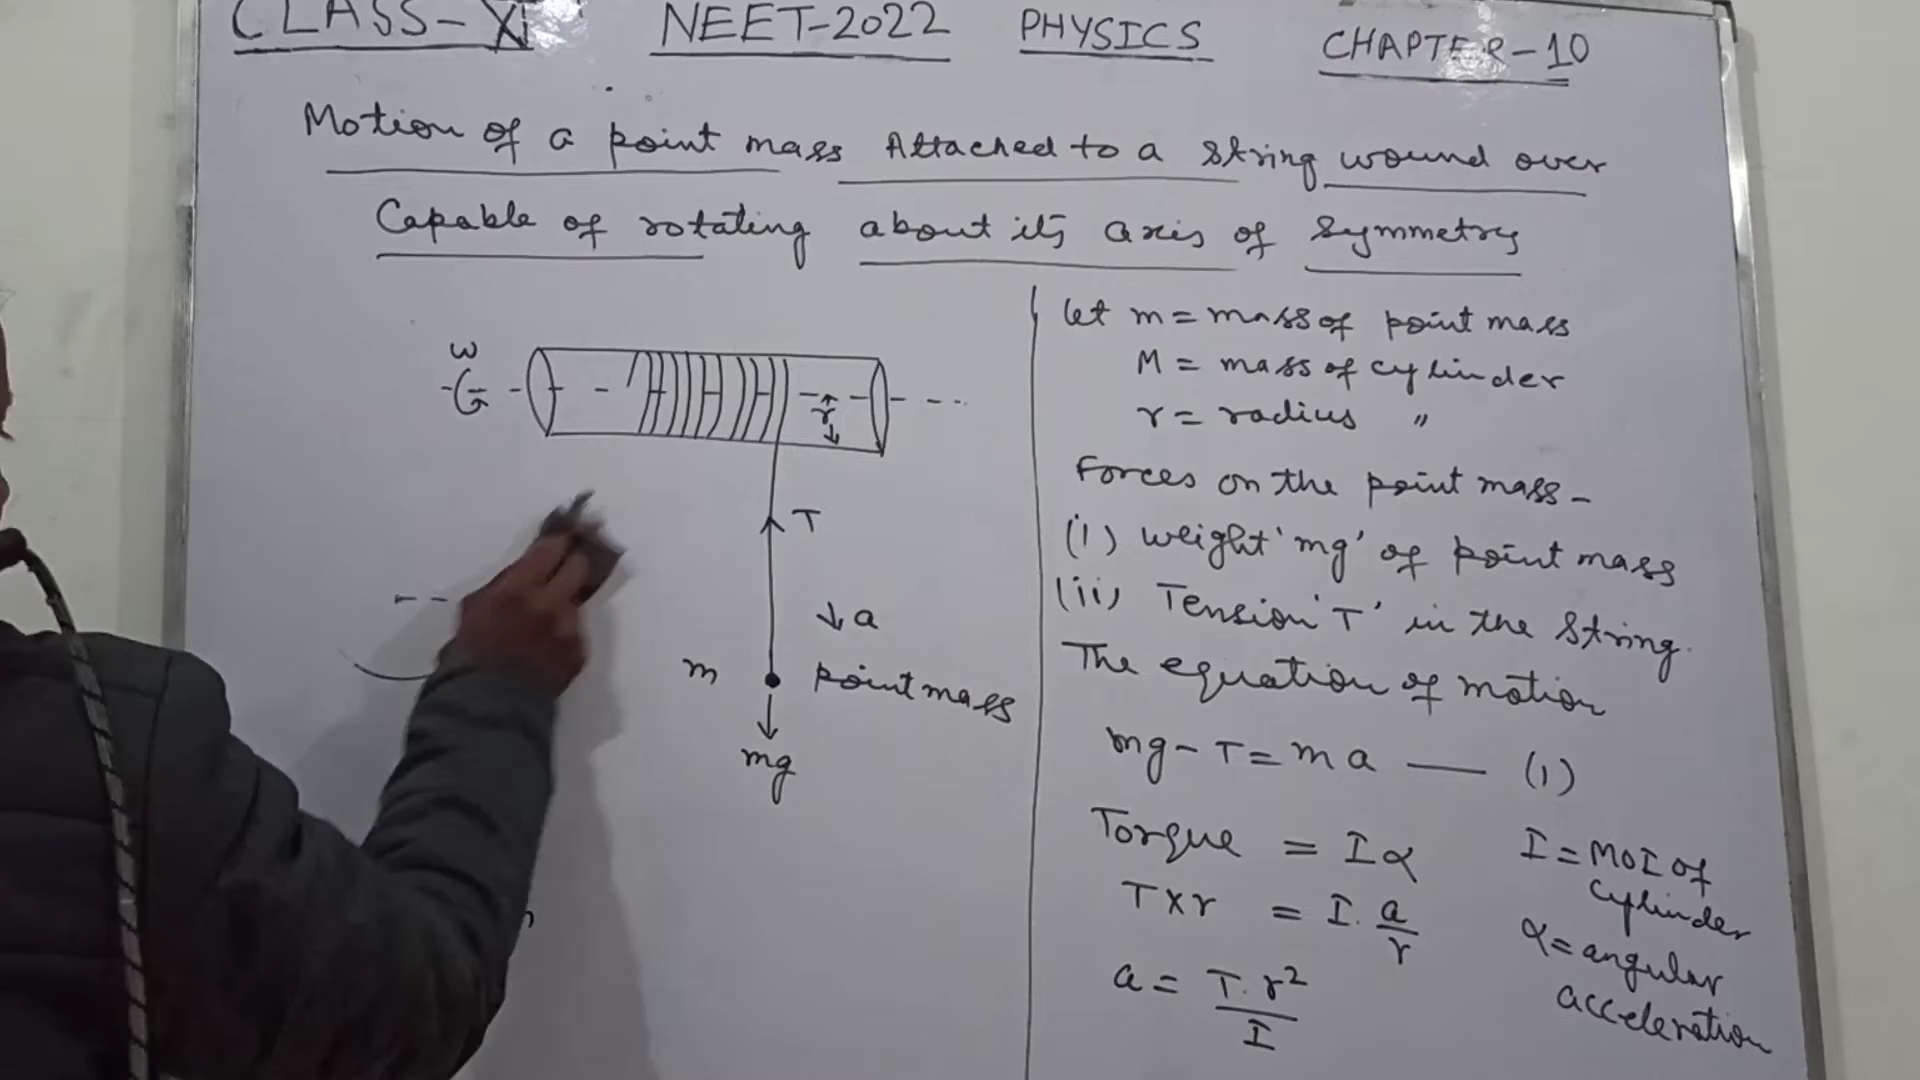 CLASS-XI NEET-2022 PHYSICS CHAPTER-10
Motion of a point mass Attached to a string wound over
Capable of rotating about its axis of symmetry
ω
r
T
↓ a
m
point mass
mg
let m = mass of point mass
M = mass of cylinder
r = radius "
Forces on the point mass -
(i) weight 'mg' of point mass
(ii) Tension 'T' in the string.
The equation of motion
mg - T = ma — (1)
Torque = Iα
T x r = I. a/r
a = T. r²/I
I = MOI of
cylinder
α = angular
acceleration